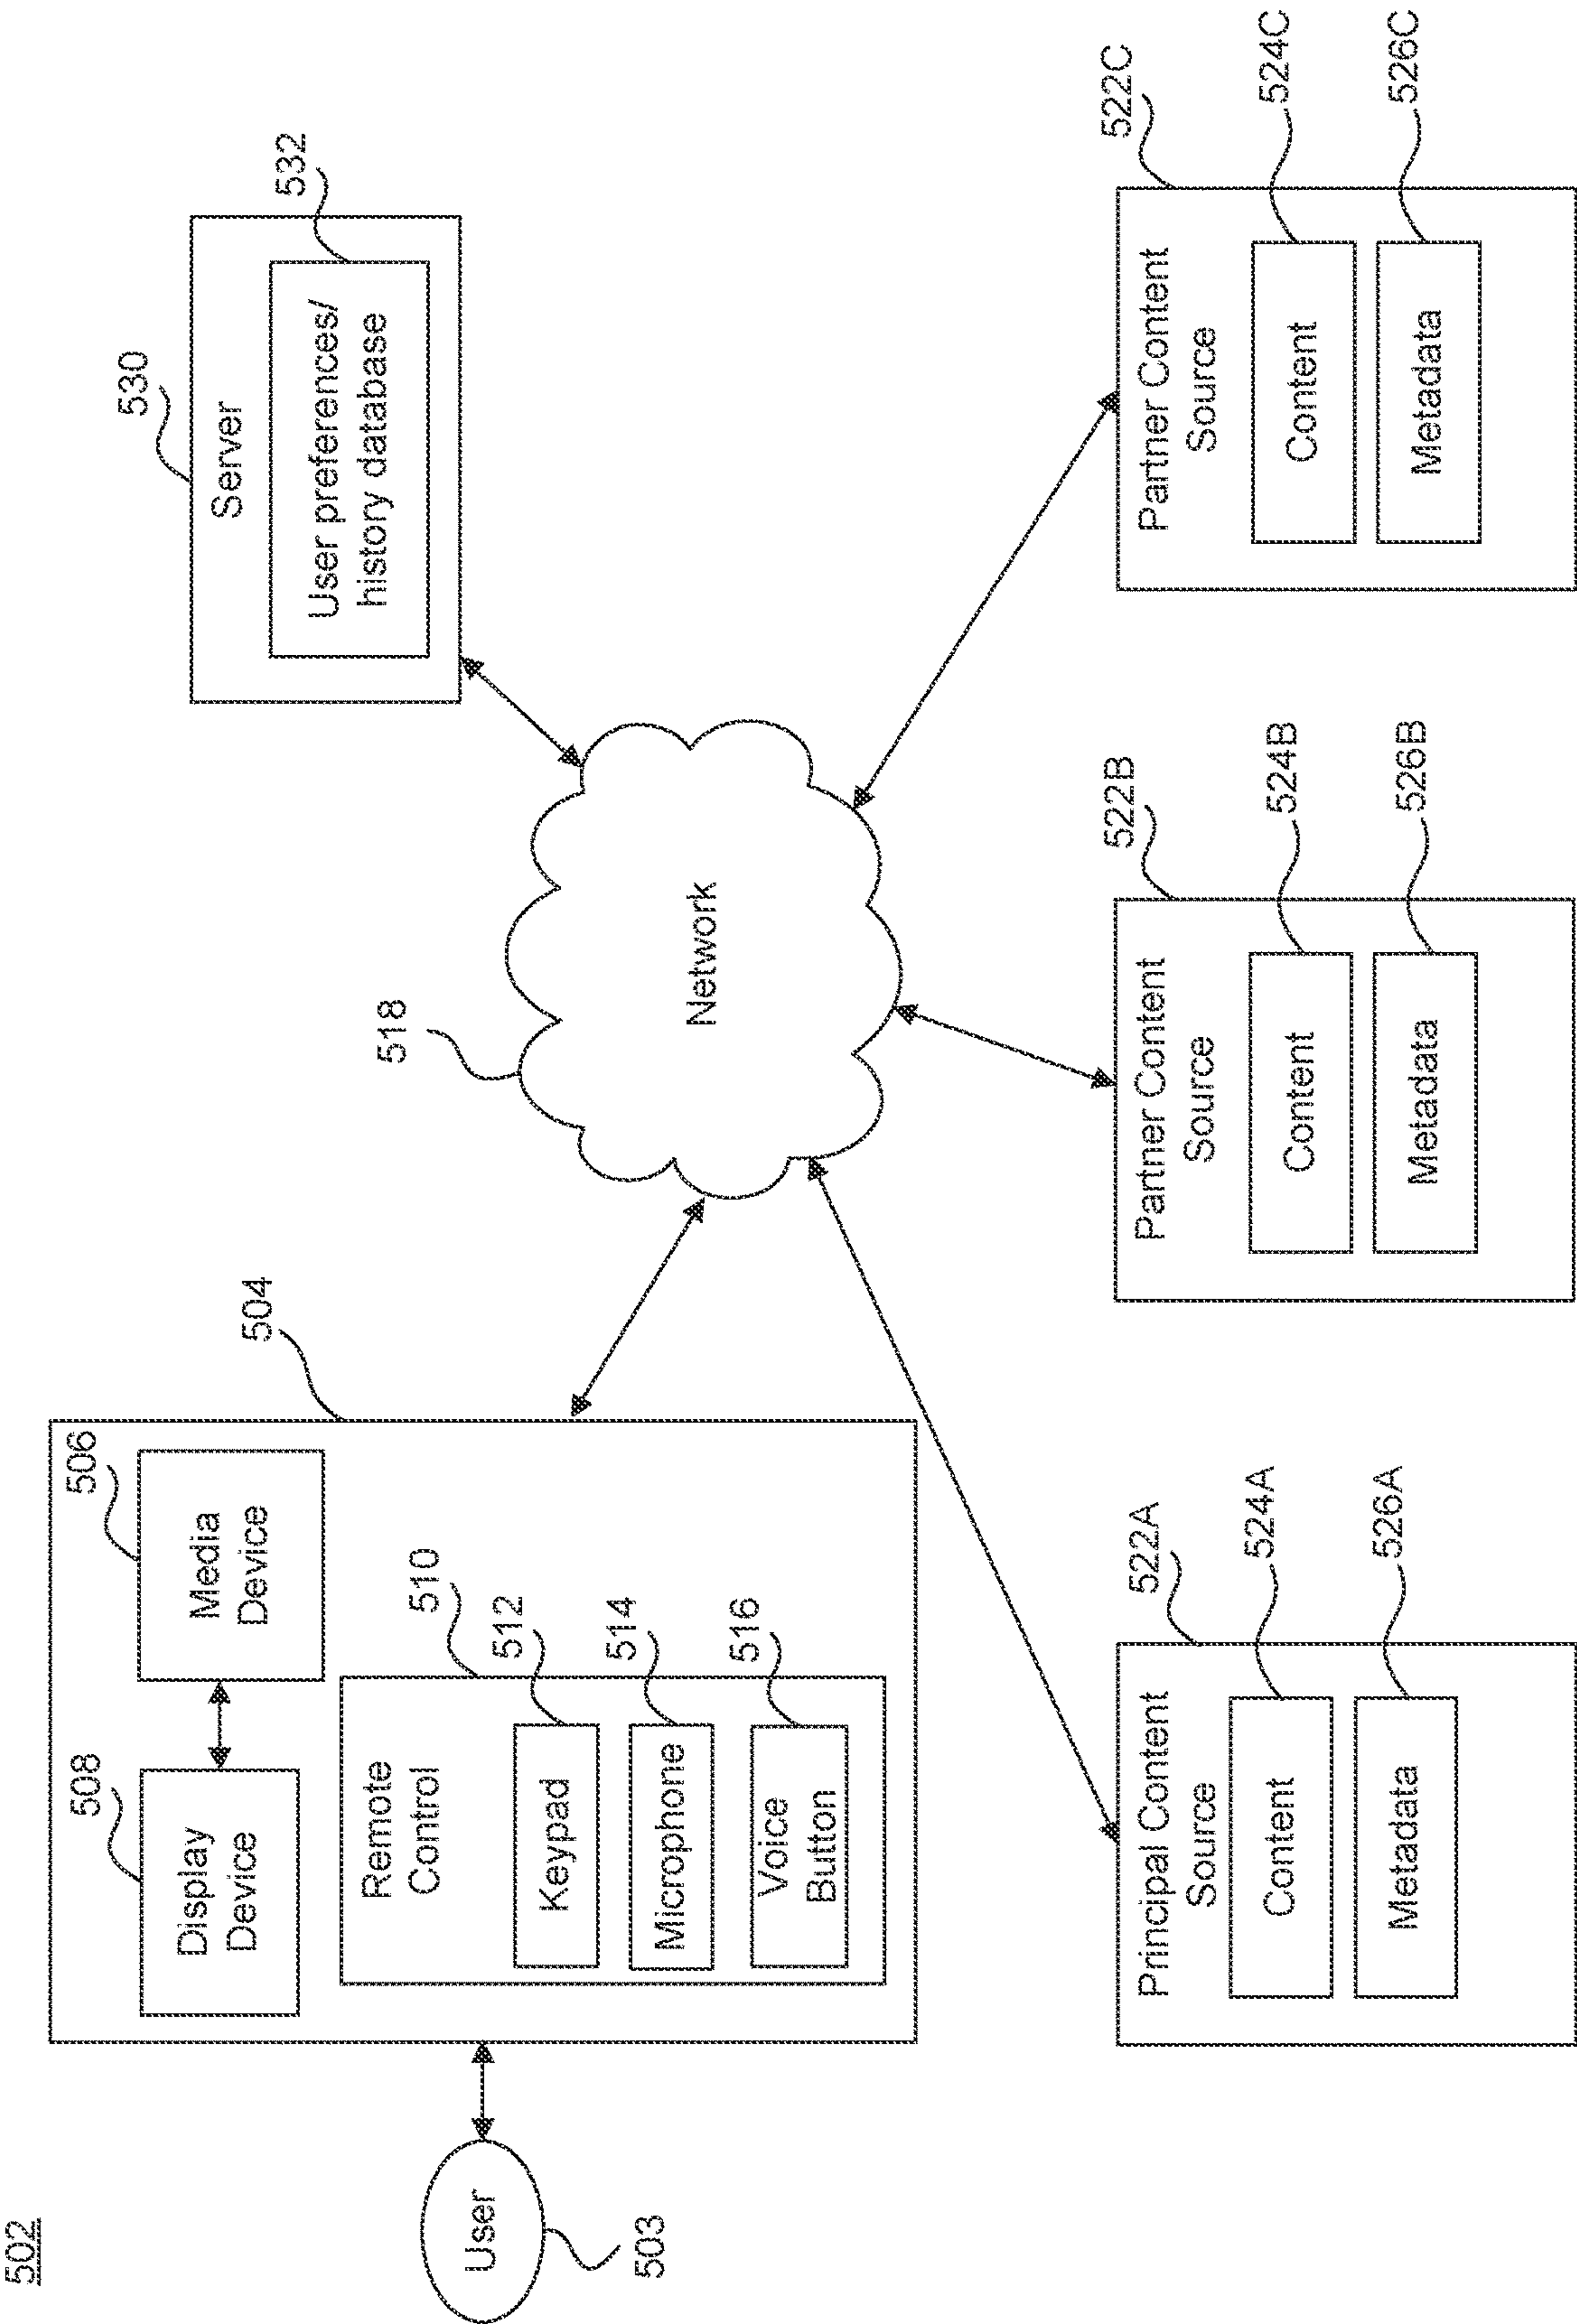 502
User
503
504
508
Display
Device
506
Media
Device
510
Remote
Control
512
Keypad
514
Microphone
516
Voice
Button
518
Network
530
Server
532
User preferences/
history database
522A
Principal Content
Source
524A
Content
526A
Metadata
522B
Partner Content
Source
524B
Content
526B
Metadata
522C
Partner Content
Source
524C
Content
526C
Metadata